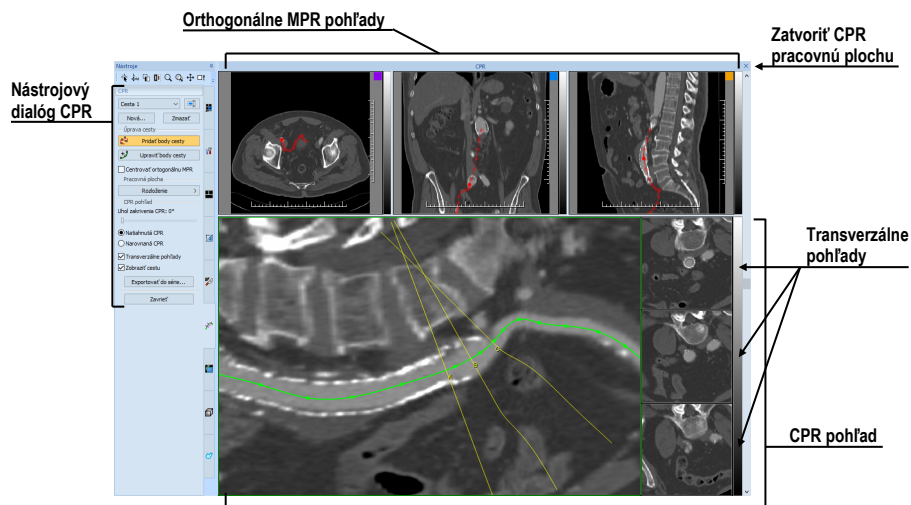 Orthogonálne MPR pohľady
Zatvoriť CPR
pracovnú plochu
Nástrojový
dialóg CPR
Nástroje
CPR
CPR
Cesta 1
Nová...
Zmazať
Úprava cesty
Pridať body cesty
Upraviť body cesty
Centrovať ortogonálnu MPR
Pracovná plocha
Rozloženie
CPR pohľad
Uhol zakrivenia CPR: 0°
Natiahnutá CPR
Narovnaná CPR
Transverzálne pohľady
Zobraziť cestu
Exportovať do série...
Zavrieť
Transverzálne
pohľady
CPR pohľad